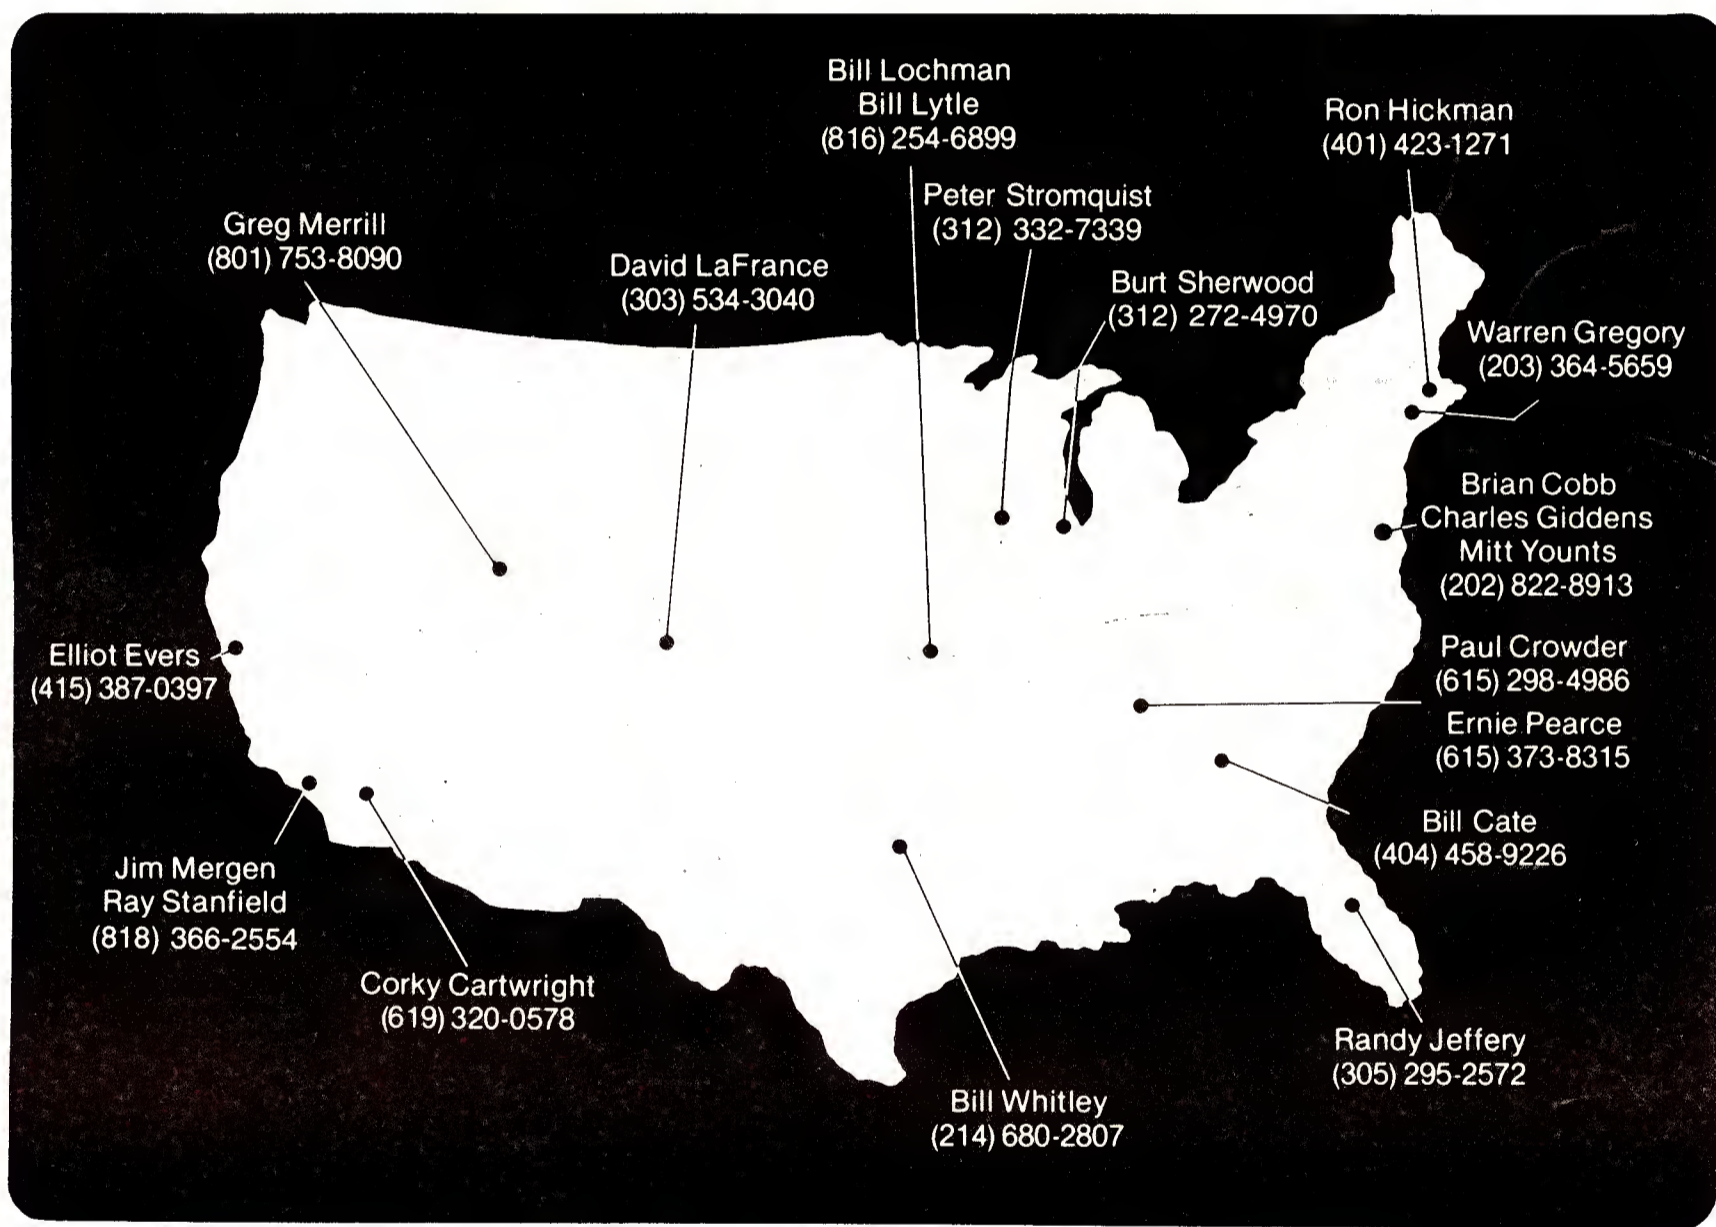 Bill Lochman
Bill Lytle
(816) 254-6899
Ron Hickman
(401) 423-1271
Peter Stromquist
(312) 332-7339
Greg Merrill
(801) 753-8090
David LaFrance
(303) 534-3040
Burt Sherwood
(312) 272-4970
Warren Gregory
(203) 364-5659
Brian Cobb
Charles Giddens
Mitt Younts
(202) 822-8913
Elliot Evers
(415) 387-0397
Paul Crowder
(615) 298-4986
Ernie Pearce
(615) 373-8315
Bill Cate
(404) 458-9226
Jim Mergen
Ray Stanfield
(818) 366-2554
Corky Cartwright
(619) 320-0578
Randy Jeffery
(305) 295-2572
Bill Whitley
(214) 680-2807